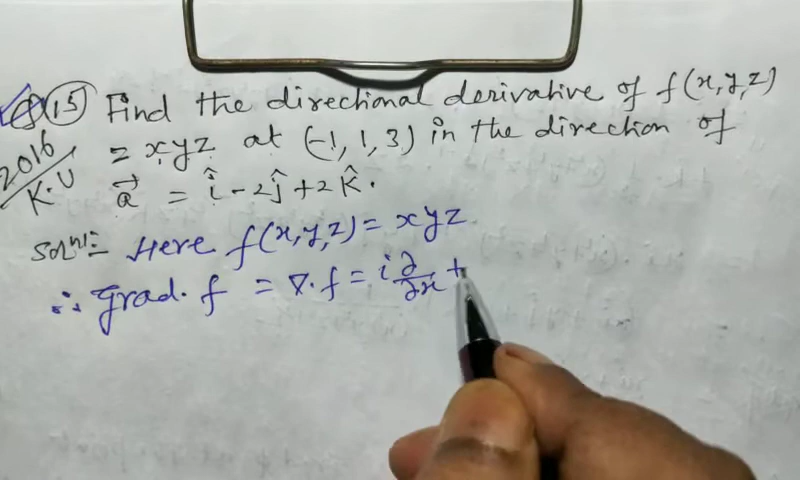 Q 15 Find the directional derivative of f(x,y,z)
= xyz at (-1, 1, 3) in the direction of
2016
K.U
a⃗ = î - 2ĵ + 2k̂.
Soln:- Here f(x,y,z) = xyz
∴ grad. f = ∇.f = i ∂/∂x +